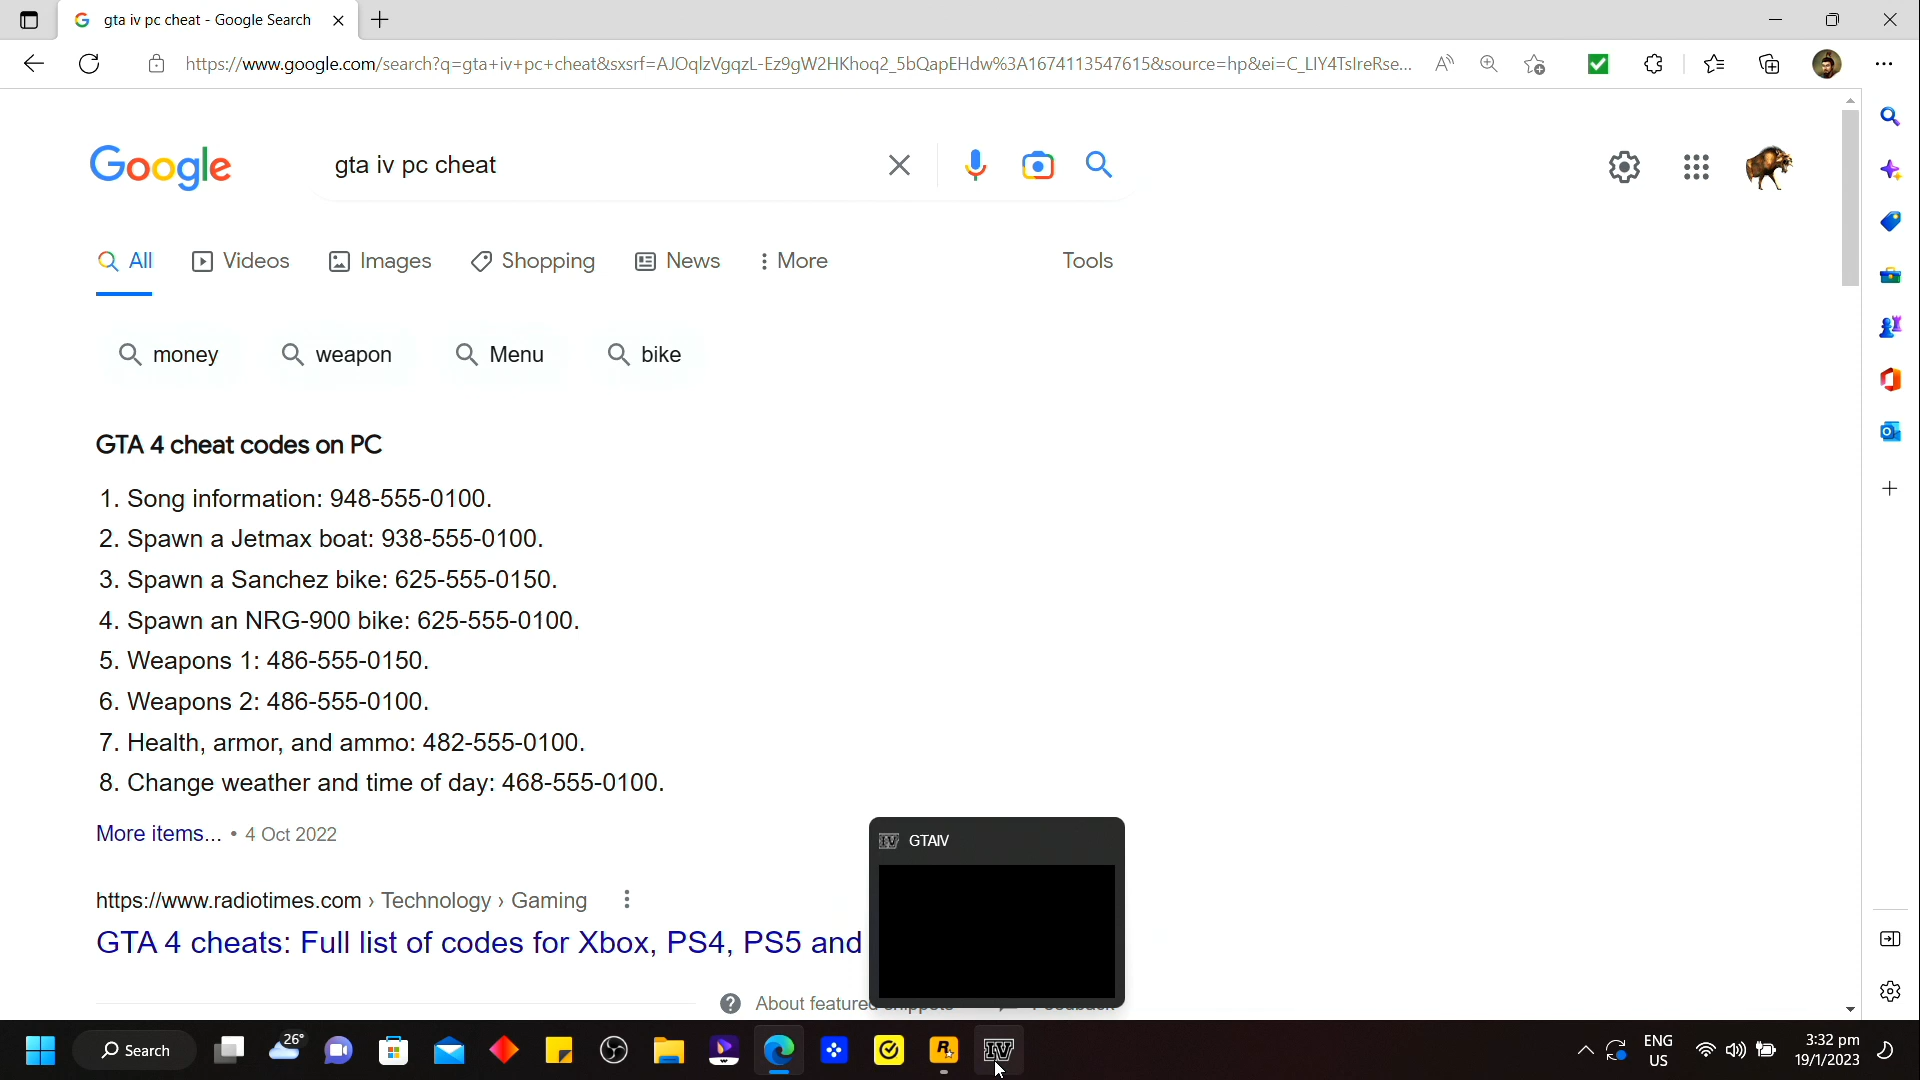 gta iv pc cheat - Google Search
https://www.google.com/search?q=gta+iv+pc+cheat&sxsrf=AJOqlzVgqzL-Ez9gW2HKhoq2_5bQapEHdw%3A1674113547615&source=hp&ei=C_LIY4TsIreRse...
Google
gta iv pc cheat
All
Videos
Images
Shopping
News
More
Tools
money
weapon
Menu
bike
GTA 4 cheat codes on PC
1. Song information: 948-555-0100.
2. Spawn a Jetmax boat: 938-555-0100.
3. Spawn a Sanchez bike: 625-555-0150.
4. Spawn an NRG-900 bike: 625-555-0100.
5. Weapons 1: 486-555-0150.
6. Weapons 2: 486-555-0100.
7. Health, armor, and ammo: 482-555-0100.
8. Change weather and time of day: 468-555-0100.
More items... • 4 Oct 2022
https://www.radiotimes.com › Technology › Gaming
GTA 4 cheats: Full list of codes for Xbox, PS4, PS5 and
GTAIV
About featured
26°
Search
IV
ENG
US
3:32 pm
19/1/2023